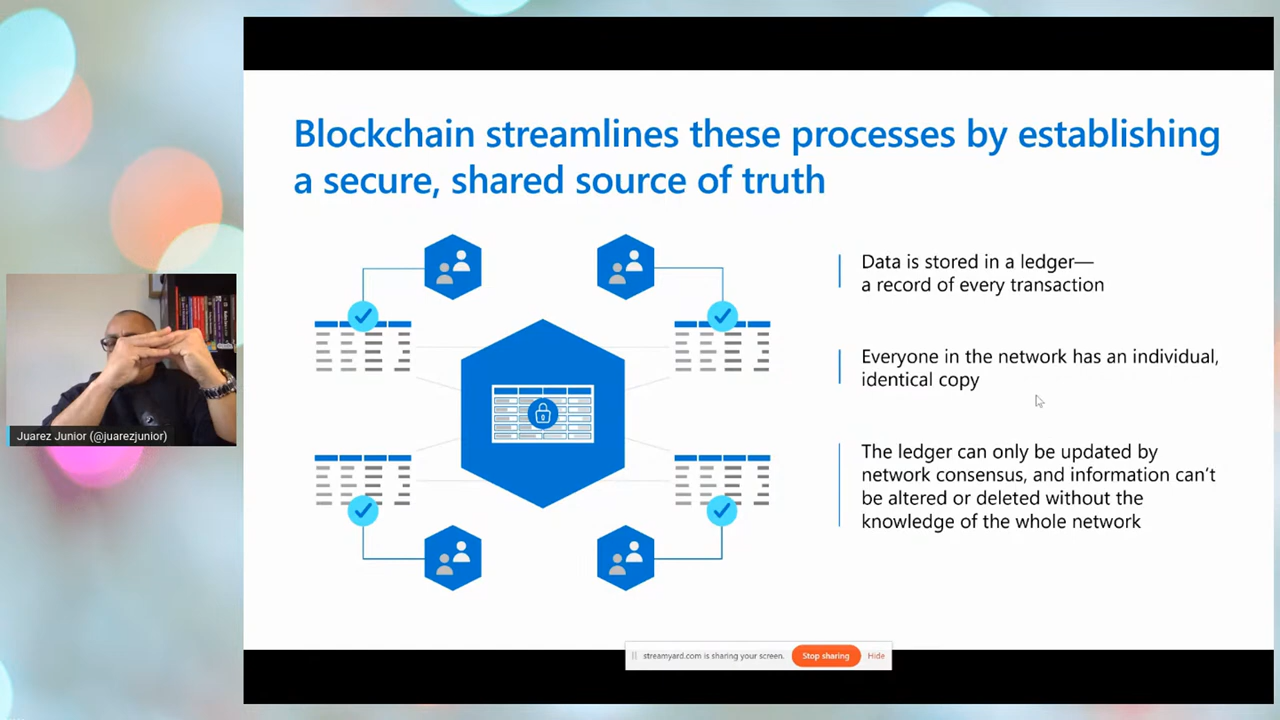 Blockchain streamlines these processes by establishing
a secure, shared source of truth
Data is stored in a ledger—
a record of every transaction
Everyone in the network has an individual,
identical copy
The ledger can only be updated by
network consensus, and information can't
be altered or deleted without the
knowledge of the whole network
Juarez Junior (@juarezjunior)
streamyard.com is sharing your screen.
Stop sharing
Hide